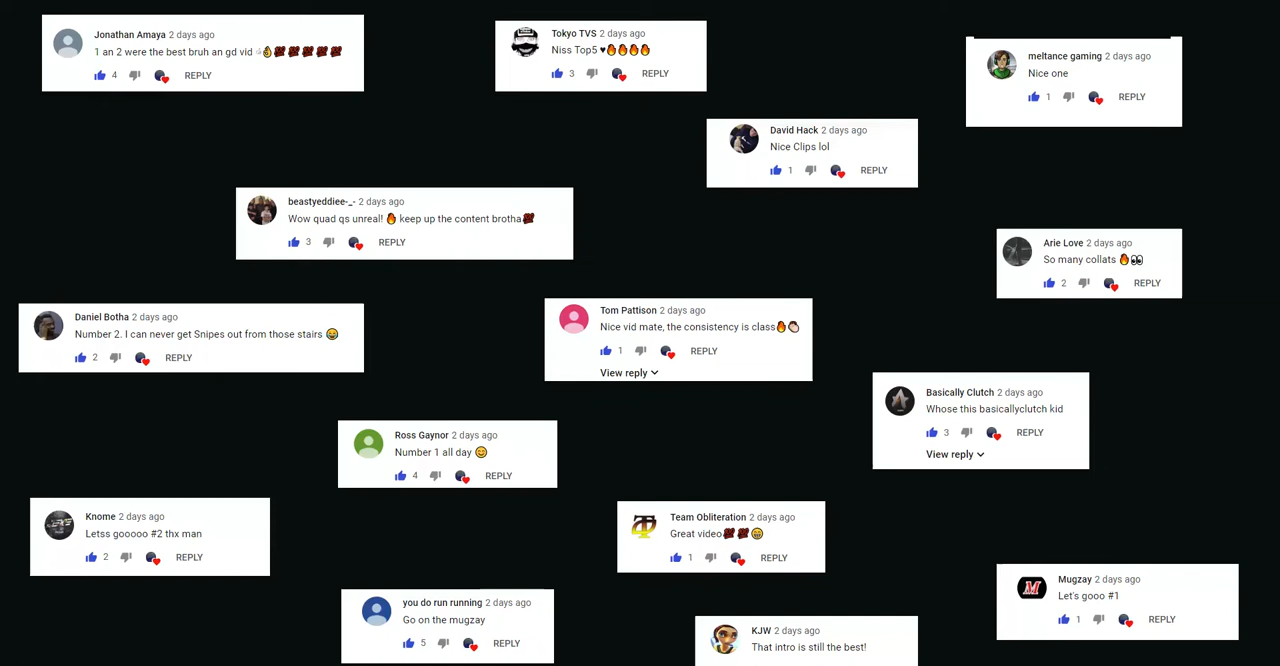 Jonathan Amaya 2 days ago
1 an 2 were the best bruh an gd vid 👌💯💯💯💯💯
4 REPLY
Tokyo TVS 2 days ago
Niss Top5 ♥🔥🔥🔥🔥
3 REPLY
meltance gaming 2 days ago
Nice one
1 REPLY
David Hack 2 days ago
Nice Clips lol
1 REPLY
beastyeddiee-_- 2 days ago
Wow quad qs unreal! 🔥 keep up the content brotha💯
3 REPLY
Arie Love 2 days ago
So many collats 🔥👀
2 REPLY
Daniel Botha 2 days ago
Number 2. I can never get Snipes out from those stairs 😂
2 REPLY
Tom Pattison 2 days ago
Nice vid mate, the consistency is class🔥👏🏻
1 REPLY
View reply
Basically Clutch 2 days ago
Whose this basicallyclutch kid
3 REPLY
View reply
Ross Gaynor 2 days ago
Number 1 all day 😊
4 REPLY
Knome 2 days ago
Letss gooooo #2 thx man
2 REPLY
Team Obliteration 2 days ago
Great video💯💯😁
1 REPLY
Mugzay 2 days ago
Let's gooo #1
1 REPLY
you do run running 2 days ago
Go on the mugzay
5 REPLY
KJW 2 days ago
That intro is still the best!